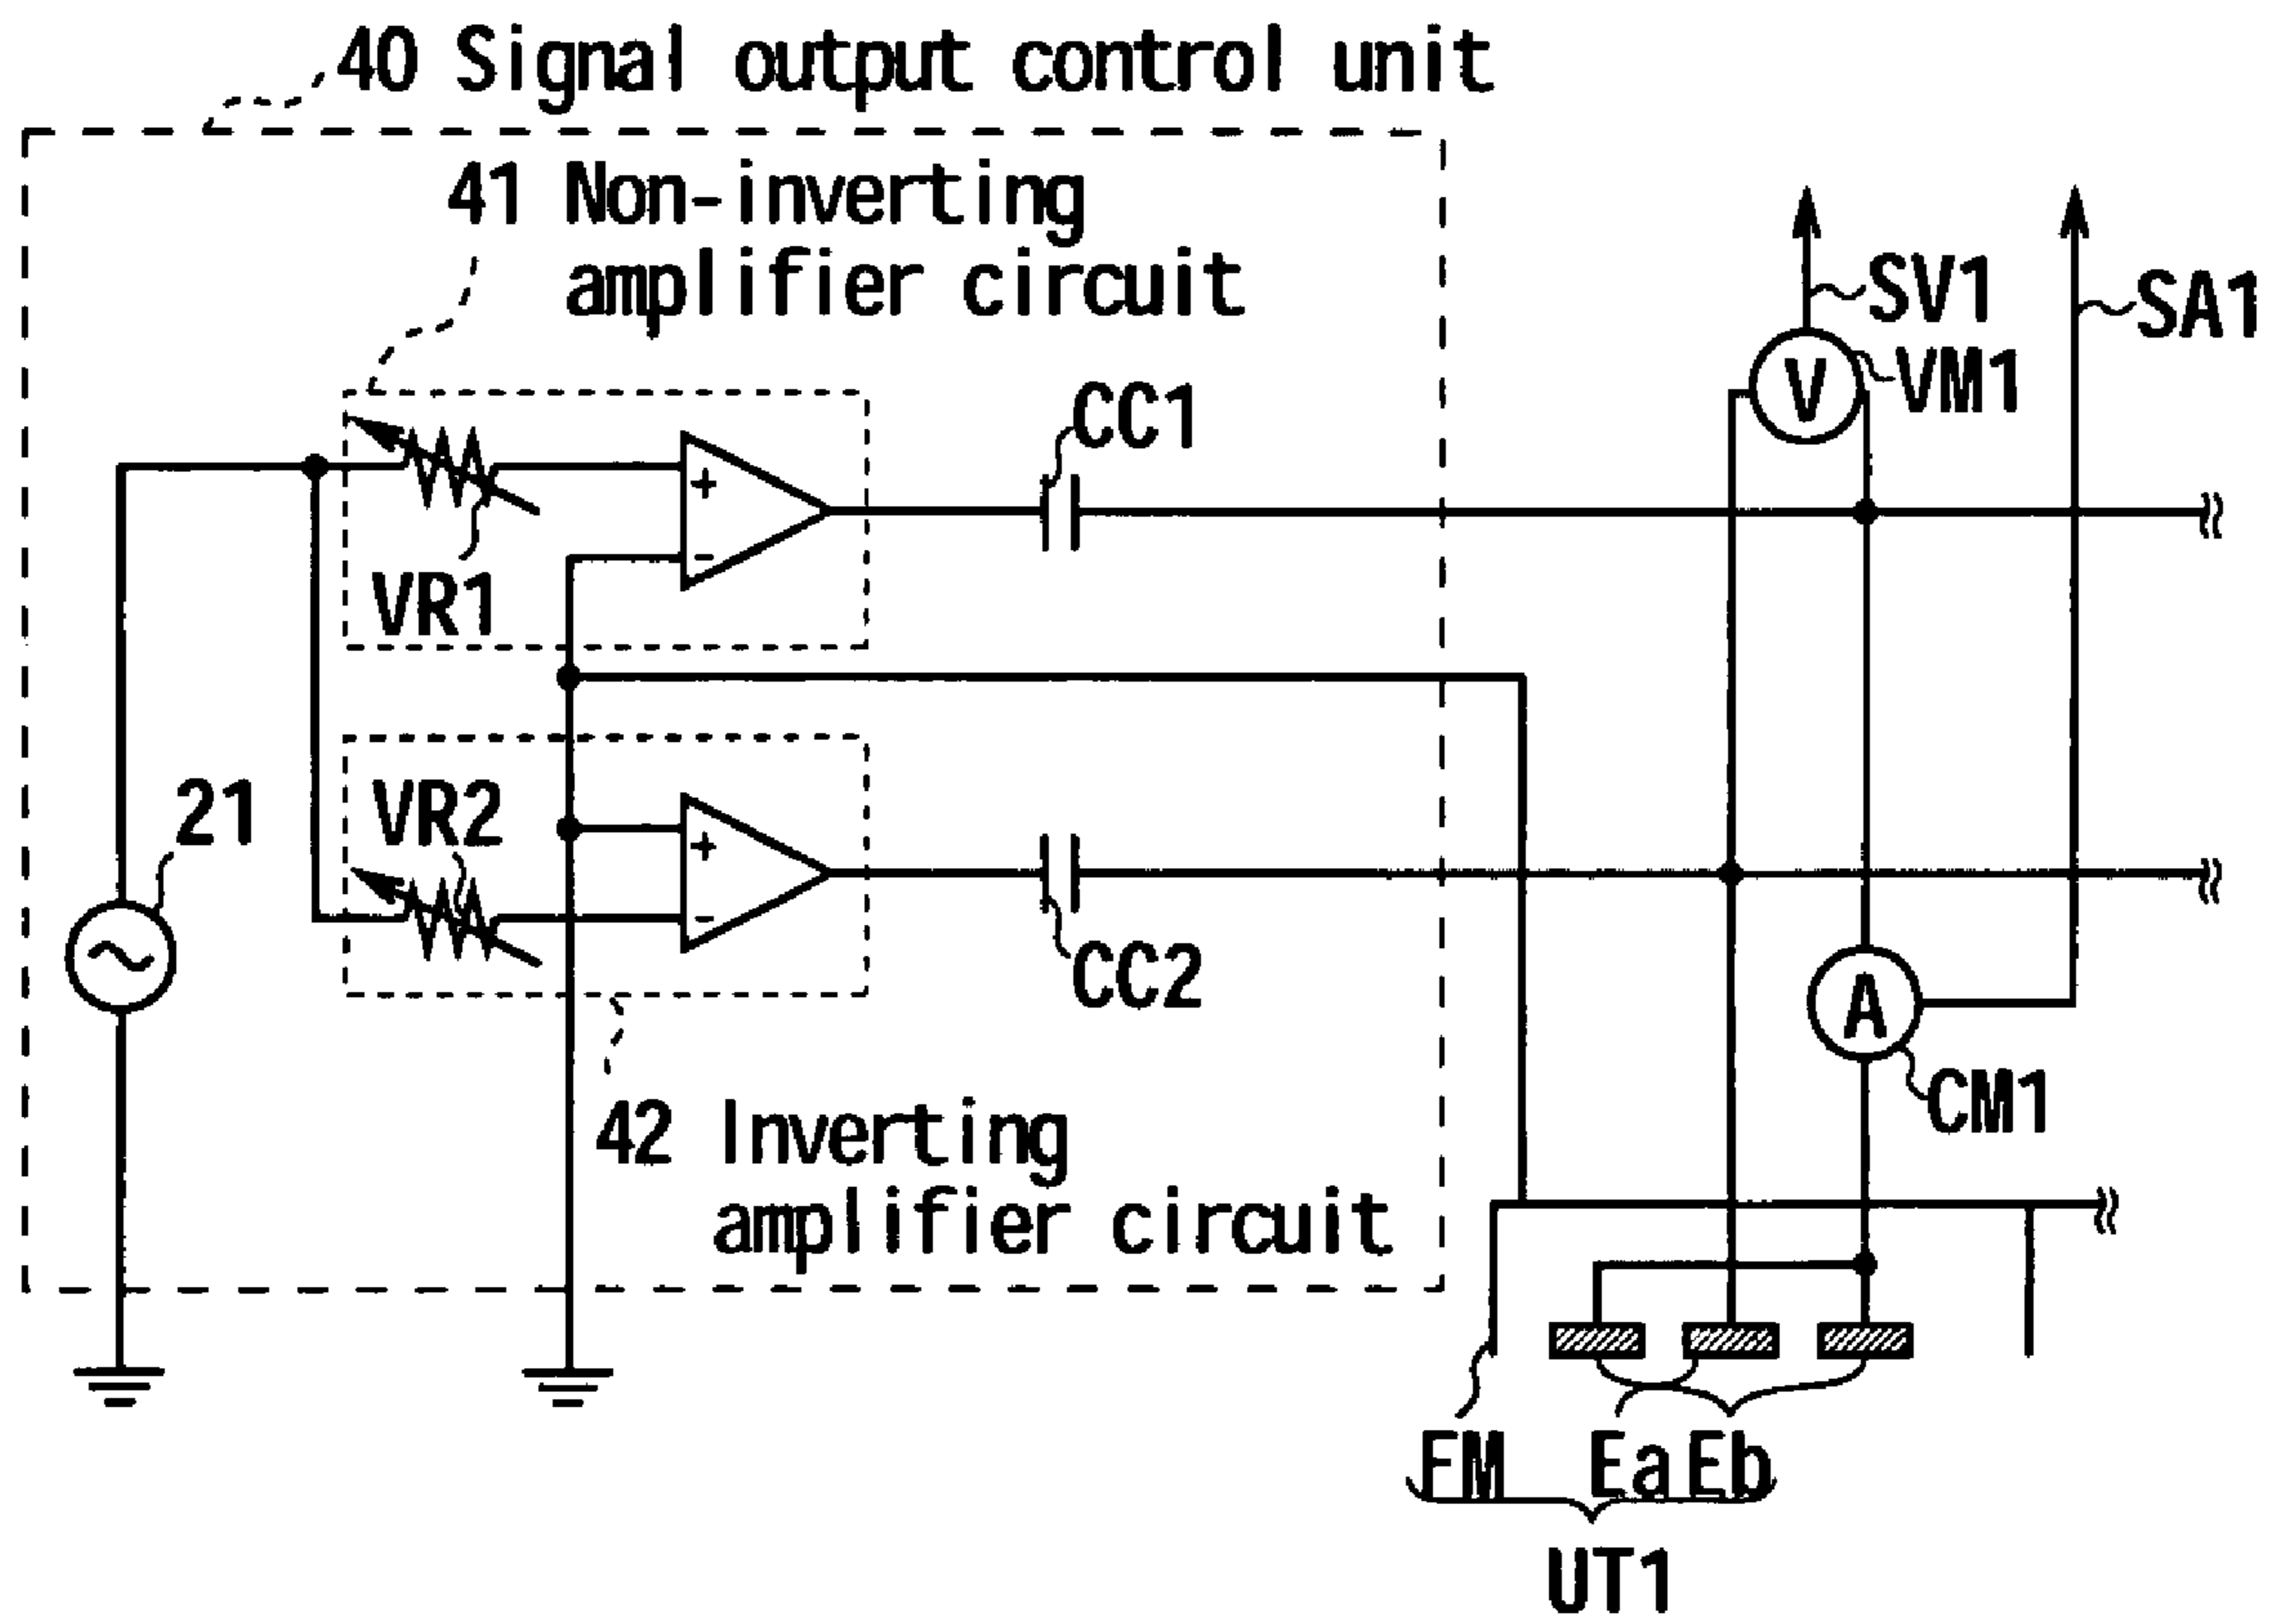 40 Signal output control unit
41 Non-inverting
amplifier circuit
SV1
SA1
VM1
V
CC1
+
-
VR1
21
VR2
+
-
CC2
A
CM1
42 Inverting
amplifier circuit
FM Ea Eb
UT1